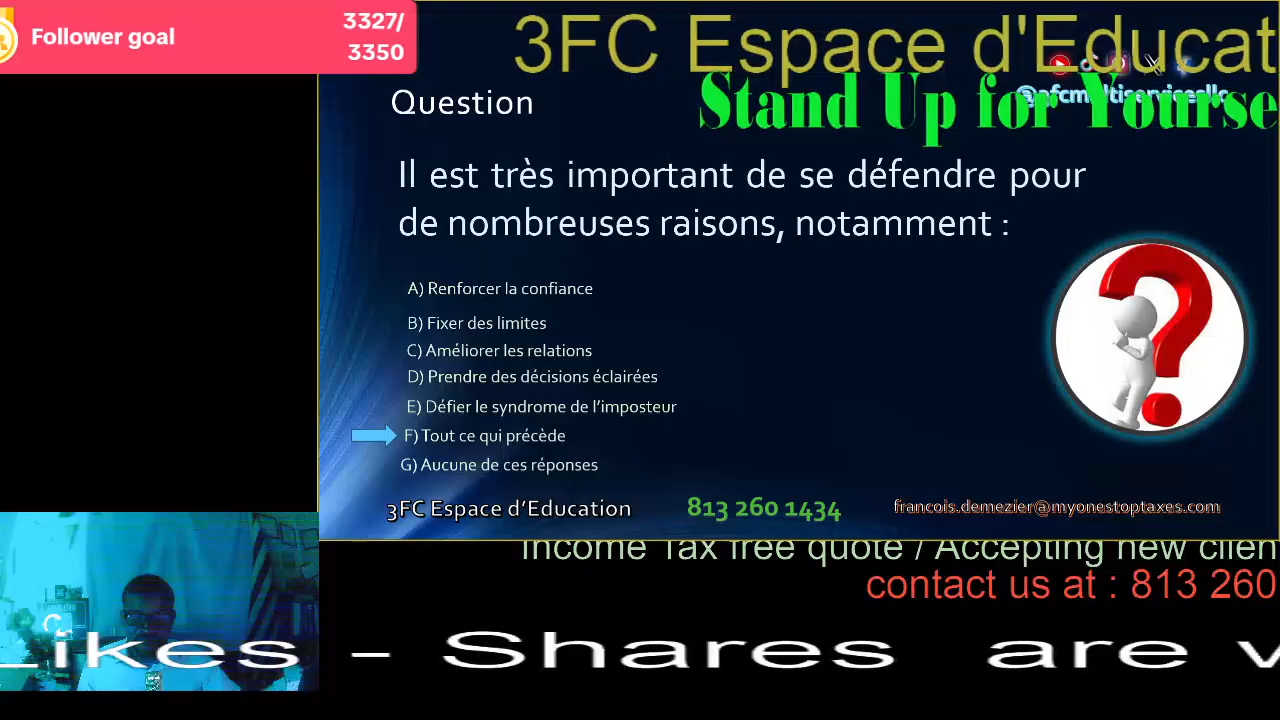 Follower goal
3327/
3350
3FC Espace d'Educat
Stand Up for Yourse
@afcmultiservicesllc
Question
Il est très important de se défendre pour
de nombreuses raisons, notamment :
A) Renforcer la confiance
B) Fixer des limites
C) Améliorer les relations
D) Prendre des décisions éclairées
E) Défier le syndrome de l'imposteur
F) Tout ce qui précède
G) Aucune de ces réponses
3FC Espace d'Education
813 260 1434
francois.demezier@myonestoptaxes.com
Income Tax free quote / Accepting new clien
contact us at : 813 260
Likes - Shares are v